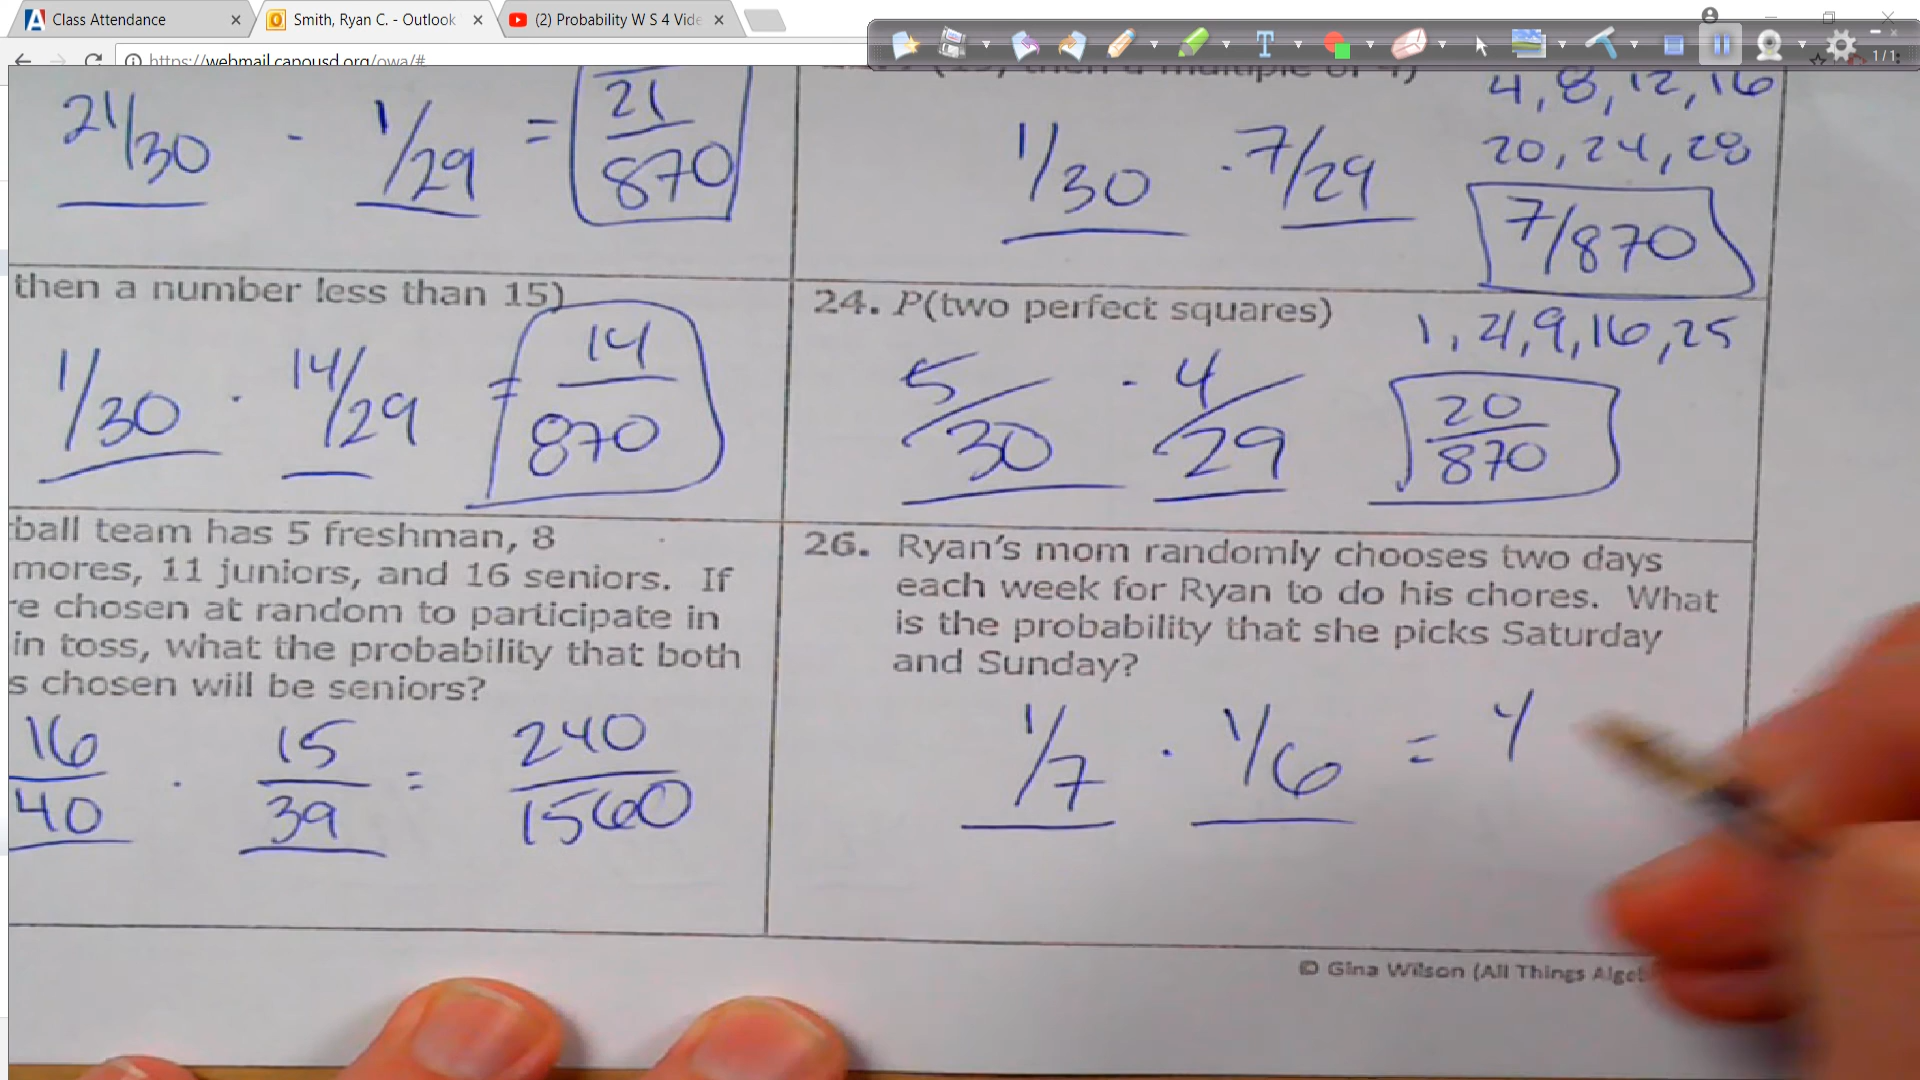 Class Attendance
Smith, Ryan C. - Outlook
(2) Probability W S 4 Vide
https://webmail.capousd.org/owa/#
1/1
21/30 · 1/29 = 21/870
4, 8, 12, 16
20, 24, 28
1/30 · 7/29
7/870
then a number less than 15)
1/30 · 14/29 = 14/870
24. P(two perfect squares)
1, 4, 9, 16, 25
5/30 · 4/29
20/870
ball team has 5 freshman, 8
mores, 11 juniors, and 16 seniors. If
e chosen at random to participate in
in toss, what the probability that both
s chosen will be seniors?
16/40 · 15/39 = 240/1560
26. Ryan's mom randomly chooses two days
each week for Ryan to do his chores. What
is the probability that she picks Saturday
and Sunday?
1/7 · 1/6 = 1/
© Gina Wilson (All Things Alge